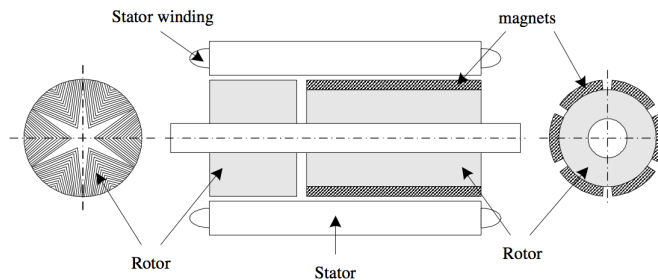 Stator winding
magnets
Rotor
Stator
Rotor